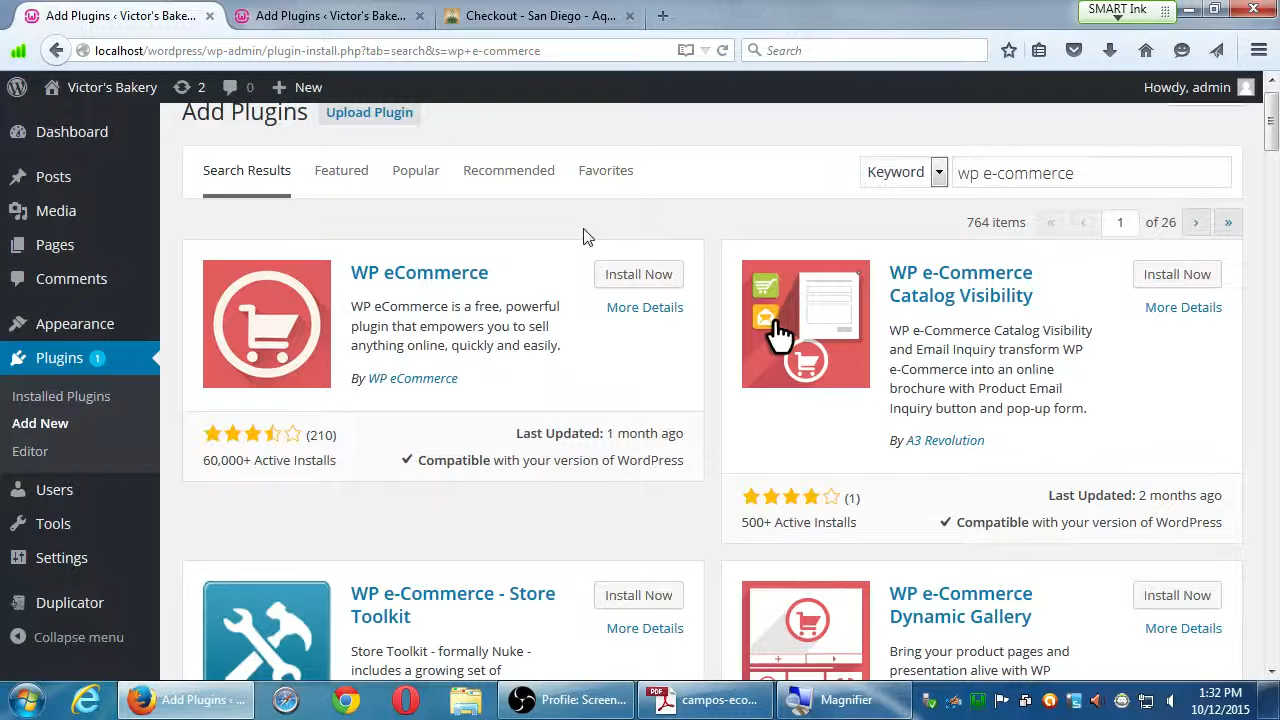 Add Plugins ‹ Victor's Bake...
Add Plugins ‹ Victor's Bake...
Checkout - San Diego - Aq...
SMART Ink
localhost/wordpress/wp-admin/plugin-install.php?tab=search&s=wp+e-commerce
Search
Victor's Bakery
2
0
New
Howdy, admin
Dashboard
Posts
Media
Pages
Comments
Appearance
Plugins 1
Installed Plugins
Add New
Editor
Users
Tools
Settings
Duplicator
Collapse menu
Add Plugins
Upload Plugin
Search Results
Featured
Popular
Recommended
Favorites
Keyword
wp e-commerce
764 items « ‹ 1 of 26 › »
WP eCommerce
Install Now
More Details
WP eCommerce is a free, powerful
plugin that empowers you to sell
anything online, quickly and easily.
By WP eCommerce
(210)
60,000+ Active Installs
Last Updated: 1 month ago
Compatible with your version of WordPress
WP e-Commerce
Catalog Visibility
Install Now
More Details
WP e-Commerce Catalog Visibility
and Email Inquiry transform WP
e-Commerce into an online
brochure with Product Email
Inquiry button and pop-up form.
By A3 Revolution
(1)
500+ Active Installs
Last Updated: 2 months ago
Compatible with your version of WordPress
WP e-Commerce - Store
Toolkit
Install Now
More Details
Store Toolkit - formally Nuke -
includes a growing set of
WP e-Commerce
Dynamic Gallery
Install Now
More Details
Bring your product pages and
presentation alive with WP
Add Plugins ‹ ...
Profile: Screen...
PDF
campos-eco...
Magnifier
1:32 PM
10/12/2015